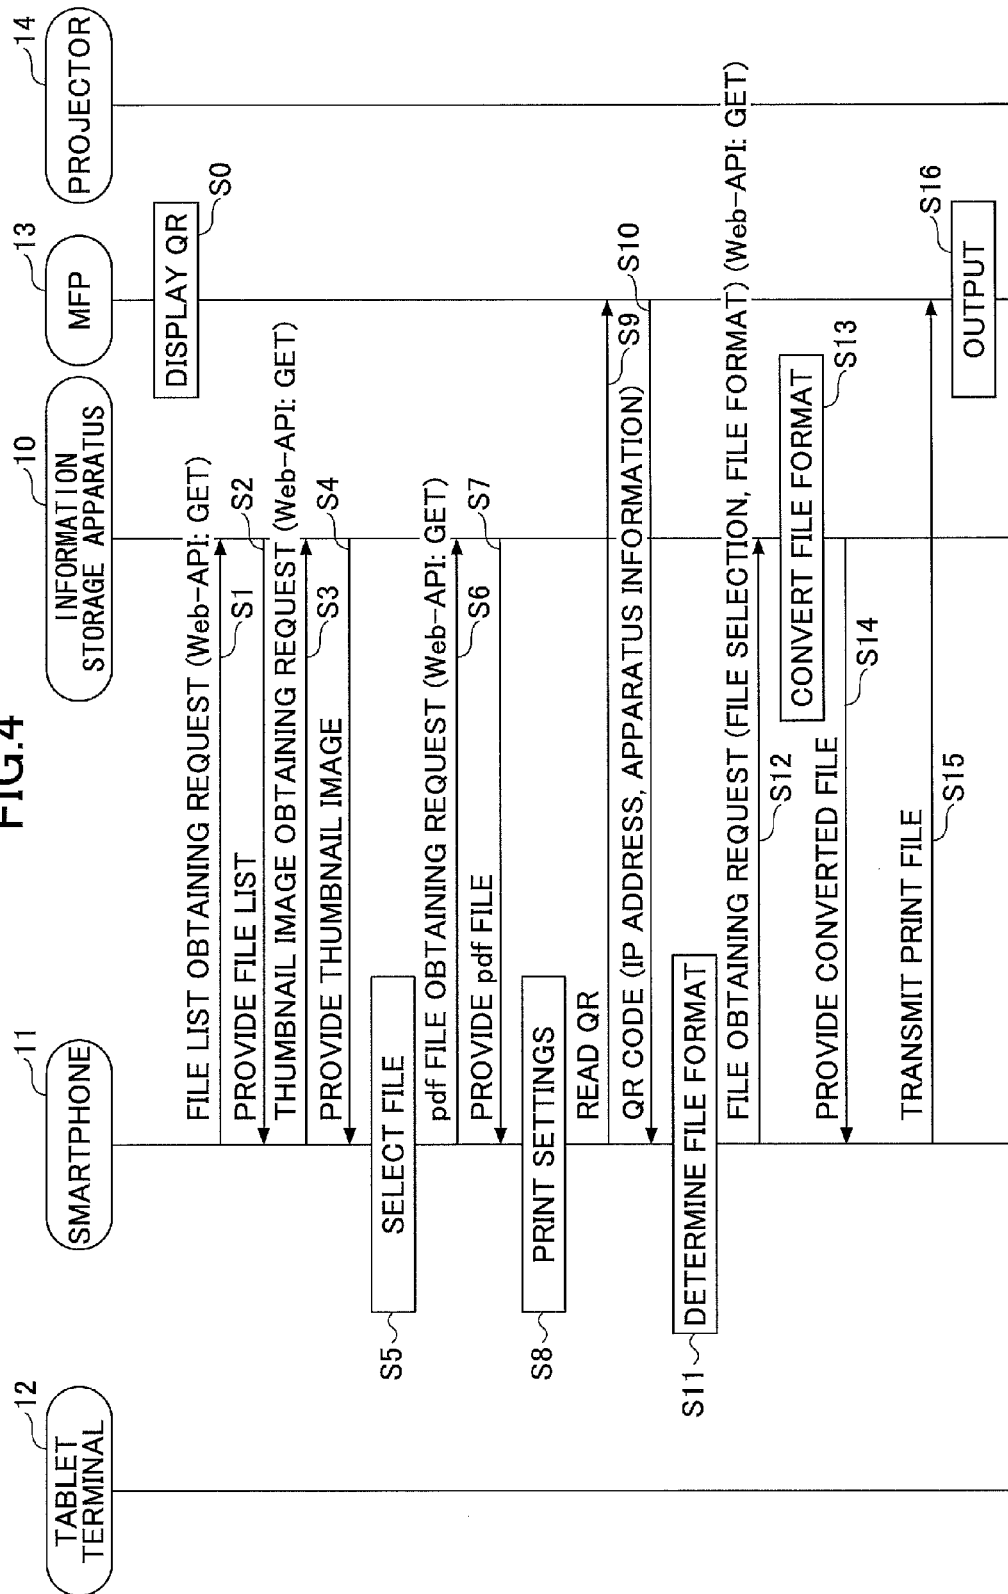 FIG.4
12
TABLET
TERMINAL
11
SMARTPHONE
10
INFORMATION
STORAGE APPARATUS
13
MFP
14
PROJECTOR
DISPLAY QR
S0
FILE LIST OBTAINING REQUEST (Web-API: GET)
S1
PROVIDE FILE LIST
S2
THUMBNAIL IMAGE OBTAINING REQUEST (Web-API: GET)
S3
PROVIDE THUMBNAIL IMAGE
S4
S5
SELECT FILE
pdf FILE OBTAINING REQUEST (Web-API: GET)
S6
PROVIDE pdf FILE
S7
S8
PRINT SETTINGS
READ QR
S9
QR CODE (IP ADDRESS, APPARATUS INFORMATION)
S10
S11
DETERMINE FILE FORMAT
FILE OBTAINING REQUEST (FILE SELECTION, FILE FORMAT) (Web-API: GET)
S12
CONVERT FILE FORMAT
S13
PROVIDE CONVERTED FILE
S14
TRANSMIT PRINT FILE
S15
S16
OUTPUT